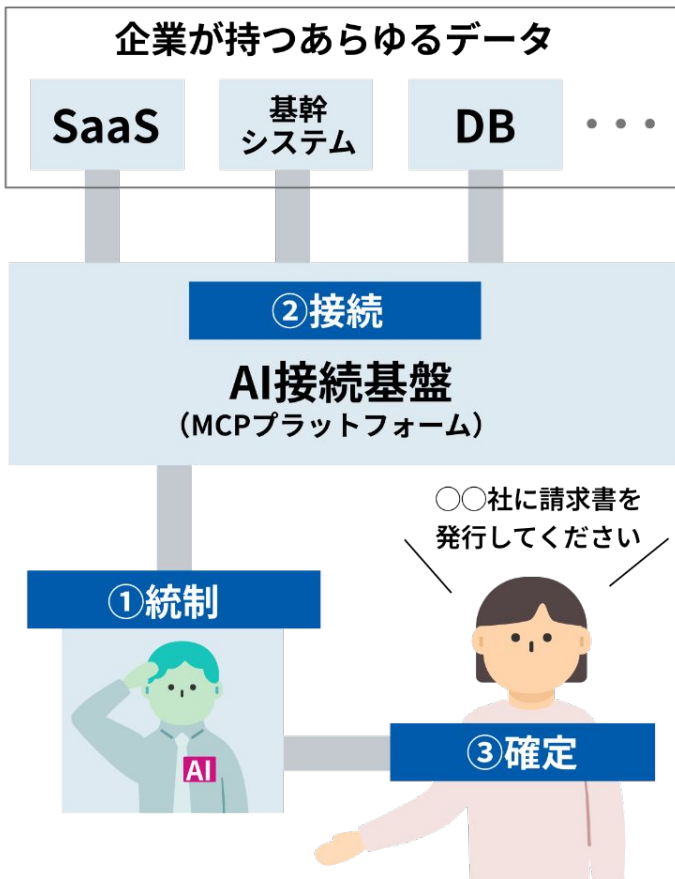 企業が持つあらゆるデータ
SaaS
基幹
システム
DB
・・・
②接続
AI接続基盤
（MCPプラットフォーム）
○○社に請求書を
発行してください
①統制
AI
③確定